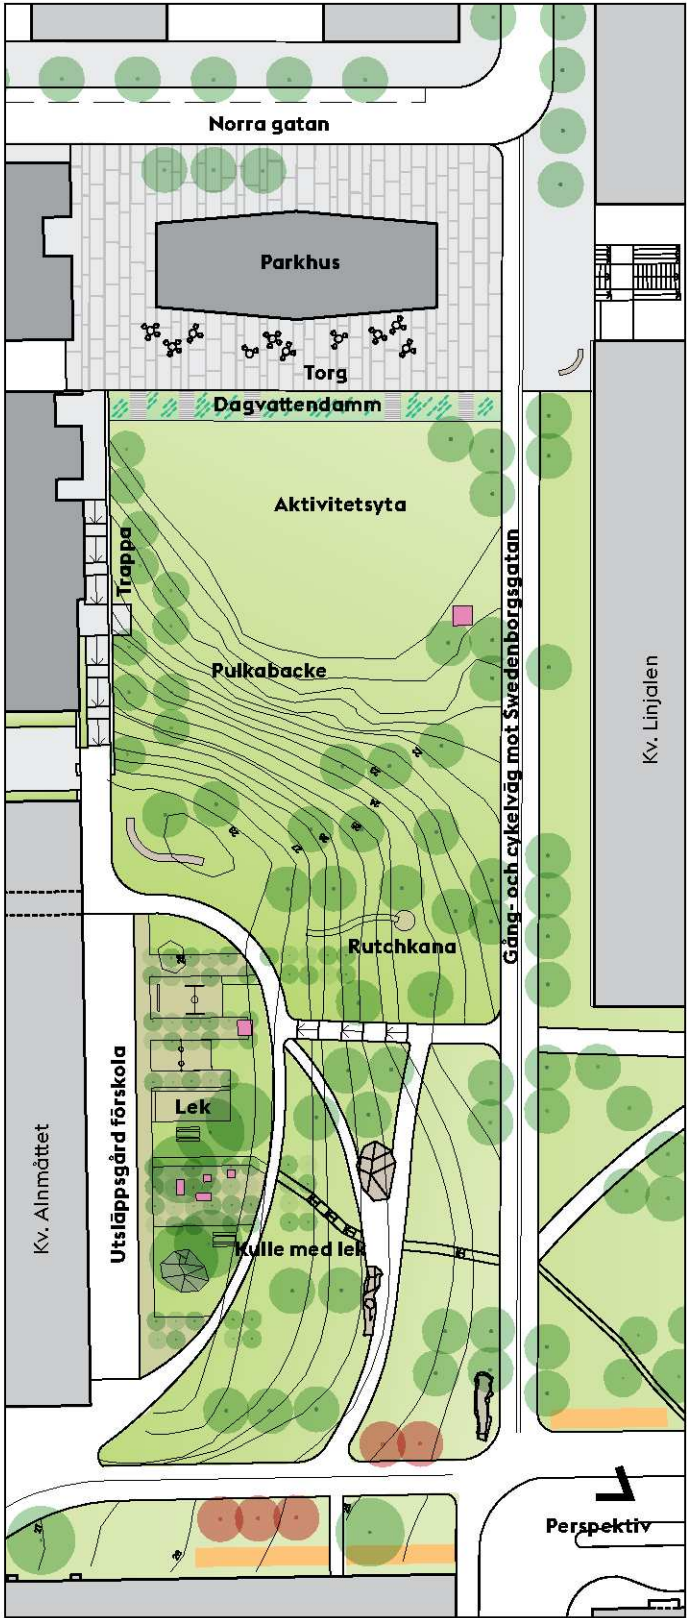 Norra gatan
Parkhus
Torg
Dagvattendamm
Aktivitetsyta
Trappa
Gång- och cykelväg mot Swedenborgsgatan
Kv. Linjalen
Pulkabacke
Rutchkana
Utsläppsgård förskola
Lek
Kv. Alnmåttet
Kulle med lek
Perspektiv
27